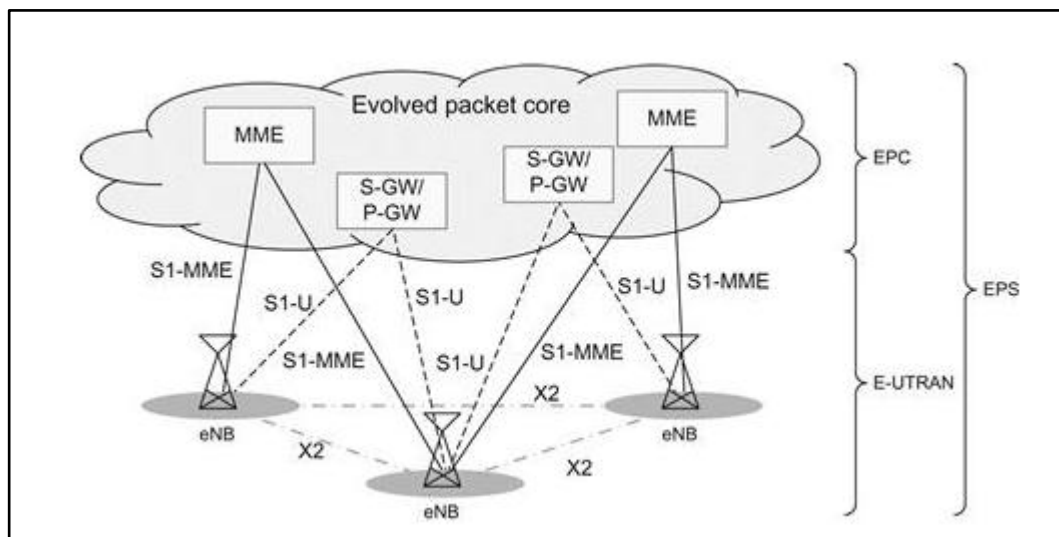 Evolved packet core
MME
MME
S-GW/
P-GW
S-GW/
P-GW
EPC
S1-MME
S1-U
S1-U
S1-U
S1-MME
EPS
S1-MME
S1-U
S1-MME
E-UTRAN
X2
eNB
eNB
X2
X2
eNB